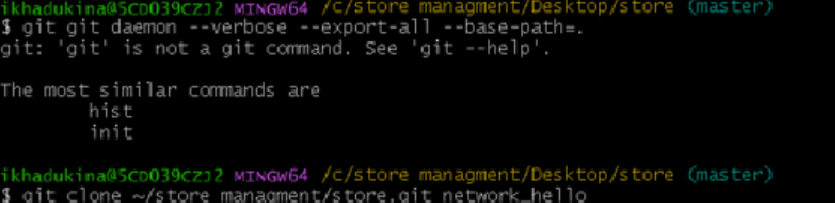 ikhadukina@5CD039CZJ2 MINGW64 /c/store managment/Desktop/store (master)
$ git git daemon --verbose --export-all --base-path=.
git: 'git' is not a git command. See 'git --help'.
The most similar commands are
hist
init
ikhadukina@5CD039CZJ2 MINGW64 /c/store managment/Desktop/store (master)
$ git clone ~/store managment/store.git network_hello